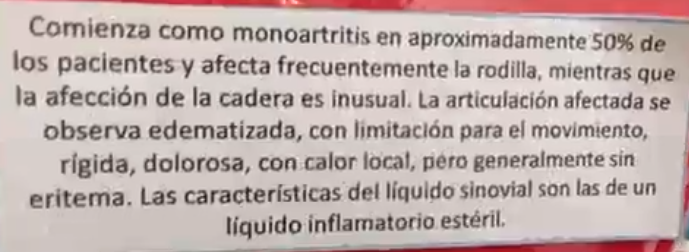 Comienza como monoartritis en aproximadamente 50% de
los pacientes y afecta frecuentemente la rodilla, mientras que
la afección de la cadera es inusual. La articulación afectada se
observa edematizada, con limitación para el movimiento,
rígida, dolorosa, con calor local, pero generalmente sin
eritema. Las características del líquido sinovial son las de un
líquido inflamatorio estéril.